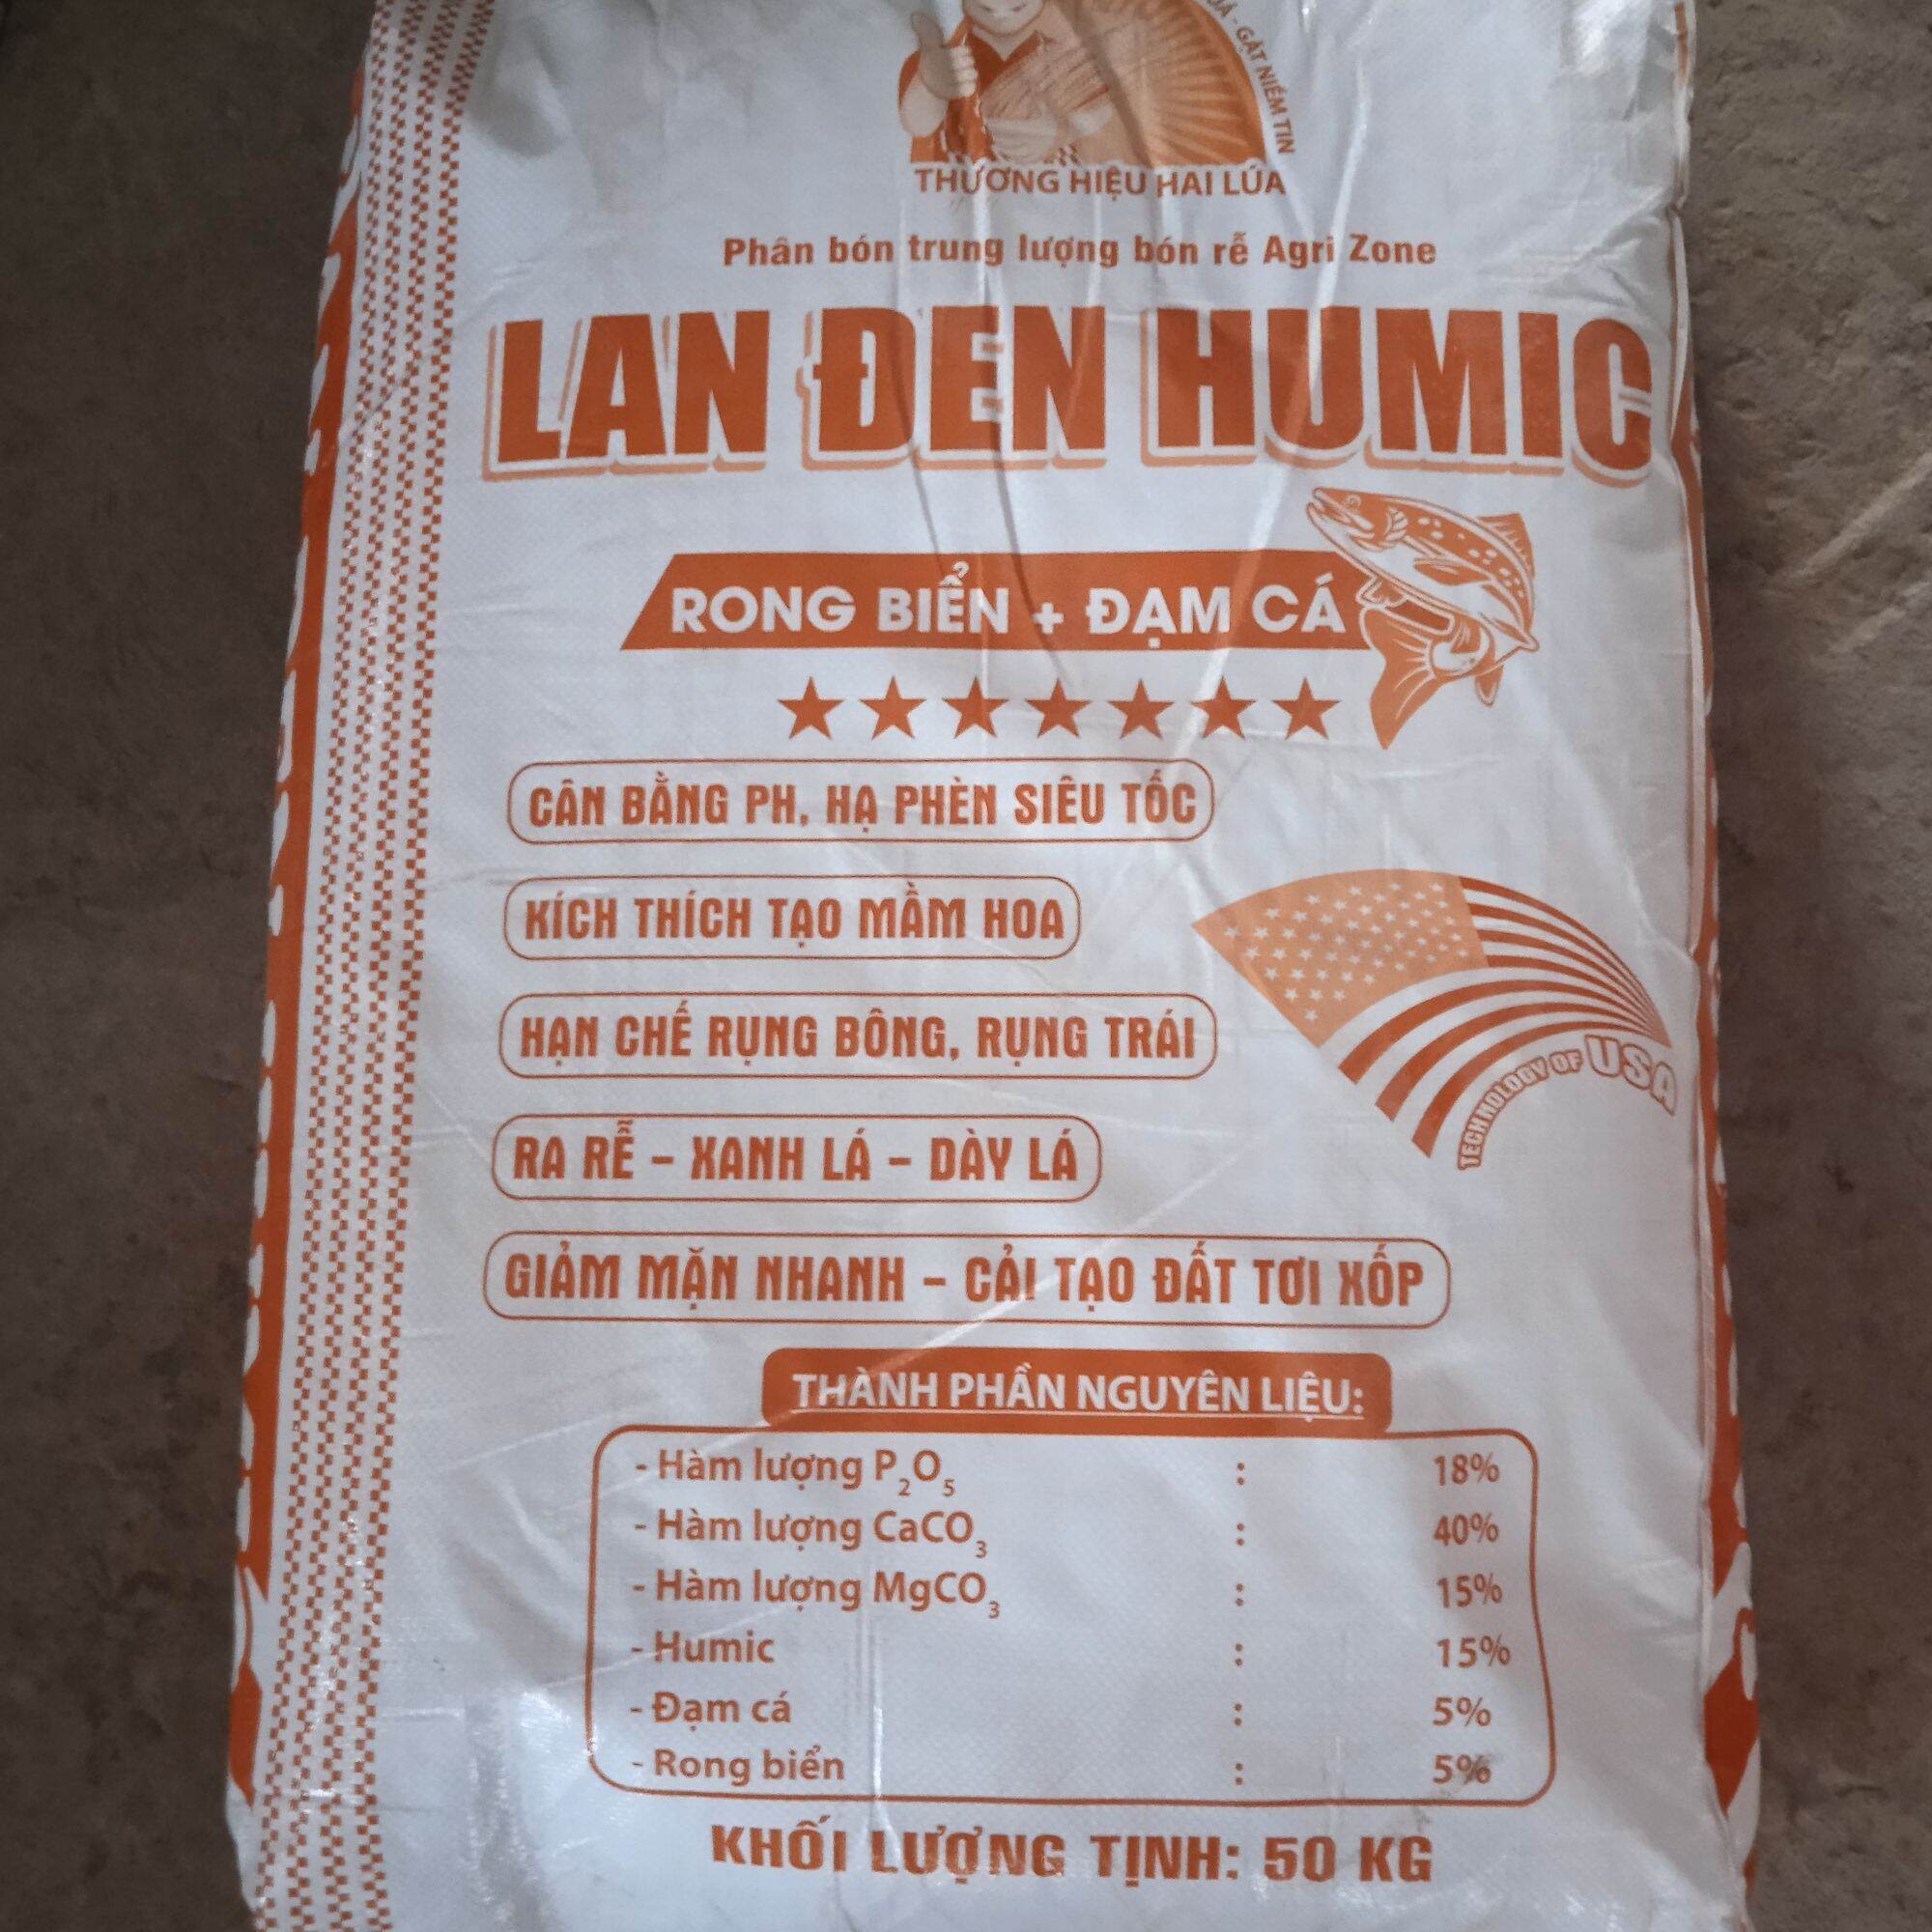 GẶT NIỀM TIN
THƯƠNG HIỆU HAI LÚA
Phân bón trung lượng bón rễ Agri Zone
LAN ĐEN HUMIC
RONG BIỂN + ĐẠM CÁ
CÂN BẰNG PH, HẠ PHÈN SIÊU TỐC
KÍCH THÍCH TẠO MẦM HOA
HẠN CHẾ RỤNG BÔNG, RỤNG TRÁI
TECHNOLOGY OF USA
RA RỄ - XANH LÁ - DÀY LÁ
GIẢM MẶN NHANH - CẢI TẠO ĐẤT TƠI XỐP
THÀNH PHẦN NGUYÊN LIỆU:
- Hàm lượng P₂O₅ : 18%
- Hàm lượng CaCO₃ : 40%
- Hàm lượng MgCO₃ : 15%
- Humic : 15%
- Đạm cá : 5%
- Rong biển : 5%
KHỐI LƯỢNG TỊNH: 50 KG